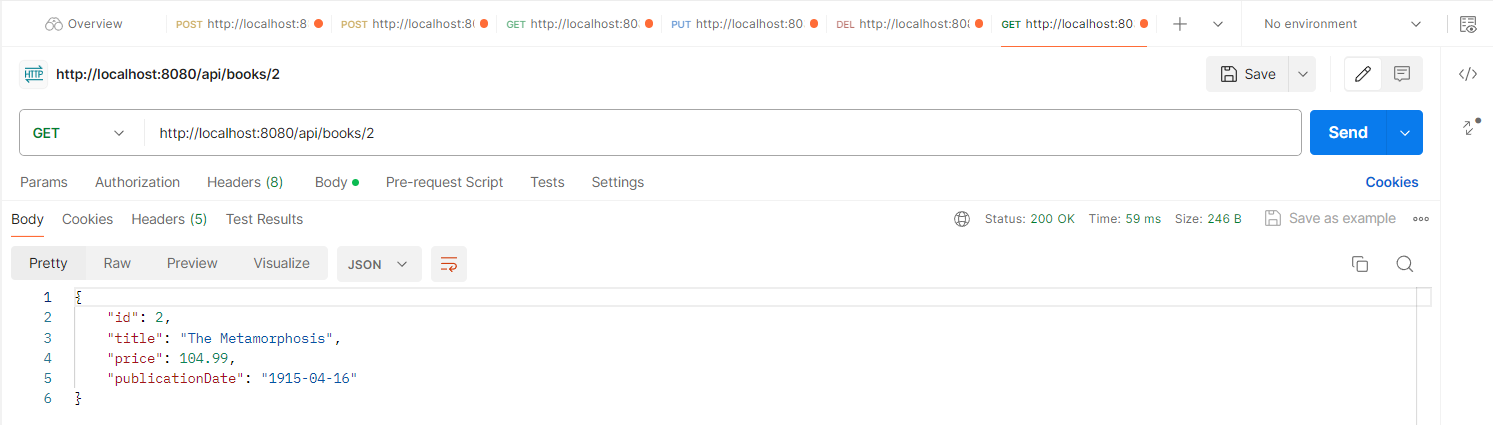 Overview POST http://localhost:8 POST http://localhost:8 GET http://localhost:80 PUT http://localhost:80 DEL http://localhost:80 GET http://localhost:80 No environment
HTTP http://localhost:8080/api/books/2 Save
GET http://localhost:8080/api/books/2 Send
Params Authorization Headers (8) Body Pre-request Script Tests Settings Cookies
Body Cookies Headers (5) Test Results Status: 200 OK Time: 59 ms Size: 246 B Save as example
Pretty Raw Preview Visualize JSON
1 {
2 "id": 2,
3 "title": "The Metamorphosis",
4 "price": 104.99,
5 "publicationDate": "1915-04-16"
6 }